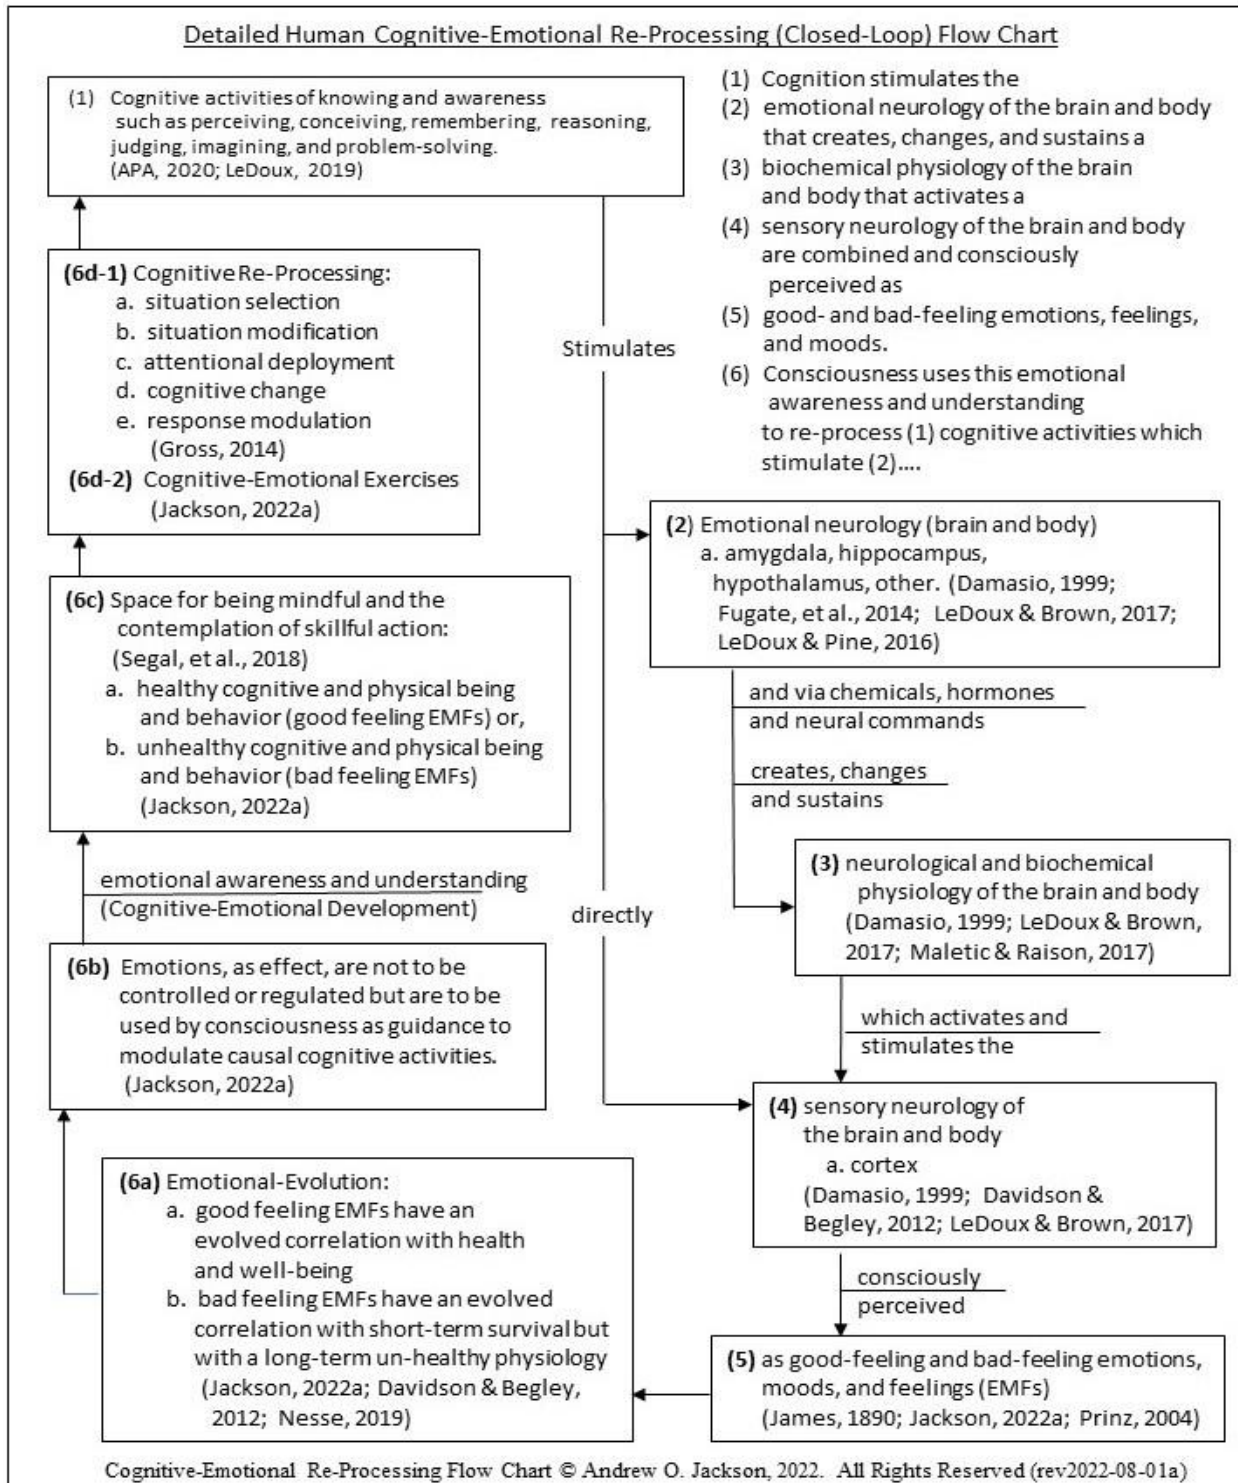 Detailed Human Cognitive-Emotional Re-Processing (Closed-Loop) Flow Chart
(1) Cognitive activities of knowing and awareness
such as perceiving, conceiving, remembering, reasoning,
judging, imagining, and problem-solving.
(APA, 2020; LeDoux, 2019)
(1) Cognition stimulates the
(2) emotional neurology of the brain and body
that creates, changes, and sustains a
(3) biochemical physiology of the brain
and body that activates a
(4) sensory neurology of the brain and body
are combined and consciously
perceived as
(5) good- and bad-feeling emotions, feelings,
and moods.
(6) Consciousness uses this emotional
awareness and understanding
to re-process (1) cognitive activities which
stimulate (2)....
(6d-1) Cognitive Re-Processing:
a. situation selection
b. situation modification
c. attentional deployment
d. cognitive change
e. response modulation
(Gross, 2014)
(6d-2) Cognitive-Emotional Exercises
(Jackson, 2022a)
Stimulates
(2) Emotional neurology (brain and body)
a. amygdala, hippocampus,
hypothalamus, other. (Damasio, 1999;
Fugate, et al., 2014; LeDoux & Brown, 2017;
LeDoux & Pine, 2016)
(6c) Space for being mindful and the
contemplation of skillful action:
(Segal, et al., 2018)
a. healthy cognitive and physical being
and behavior (good feeling EMFs) or,
b. unhealthy cognitive and physical being
and behavior (bad feeling EMFs)
(Jackson, 2022a)
and via chemicals, hormones
and neural commands
creates, changes
and sustains
(3) neurological and biochemical
physiology of the brain and body
(Damasio, 1999; LeDoux & Brown,
2017; Maletic & Raison, 2017)
emotional awareness and understanding
(Cognitive-Emotional Development)
directly
(6b) Emotions, as effect, are not to be
controlled or regulated but are to be
used by consciousness as guidance to
modulate causal cognitive activities.
(Jackson, 2022a)
which activates and
stimulates the
(4) sensory neurology of
the brain and body
a. cortex
(Damasio, 1999; Davidson &
Begley, 2012; LeDoux & Brown, 2017)
(6a) Emotional-Evolution:
a. good feeling EMFs have an
evolved correlation with health
and well-being
b. bad feeling EMFs have an evolved
correlation with short-term survival but
with a long-term un-healthy physiology
(Jackson, 2022a; Davidson & Begley,
2012; Nesse, 2019)
consciously
perceived
(5) as good-feeling and bad-feeling emotions,
moods, and feelings (EMFs)
(James, 1890; Jackson, 2022a; Prinz, 2004)
Cognitive-Emotional Re-Processing Flow Chart © Andrew O. Jackson, 2022. All Rights Reserved (rev2022-08-01a)